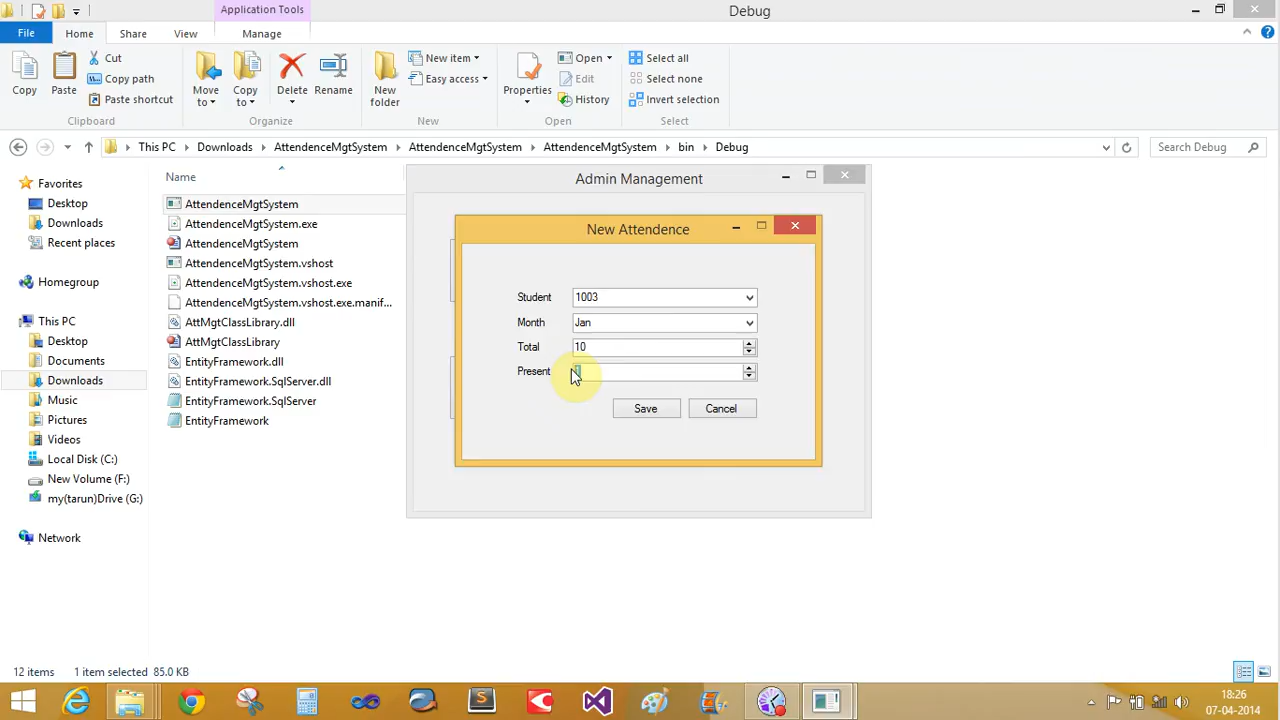 Application Tools
Debug
File
Home
Share
View
Manage
Copy
Paste
Cut
Copy path
Paste shortcut
Clipboard
Move to
Copy to
Delete
Rename
Organize
New folder
New item
Easy access
New
Properties
Open
Edit
History
Open
Select all
Select none
Invert selection
Select
This PC
Downloads
AttendenceMgtSystem
AttendenceMgtSystem
AttendenceMgtSystem
bin
Debug
Search Debug
Favorites
Desktop
Downloads
Recent places
Homegroup
This PC
Desktop
Documents
Downloads
Music
Pictures
Videos
Local Disk (C:)
New Volume (F:)
my(tarun)Drive (G:)
Network
Name
AttendenceMgtSystem
AttendenceMgtSystem.exe
AttendenceMgtSystem
AttendenceMgtSystem.vshost
AttendenceMgtSystem.vshost.exe
AttendenceMgtSystem.vshost.exe.manif...
AttMgtClassLibrary.dll
AttMgtClassLibrary
EntityFramework.dll
EntityFramework.SqlServer.dll
EntityFramework.SqlServer
EntityFramework
Admin Management
New Attendence
Student
1003
Month
Jan
Total
10
Present
Save
Cancel
12 items
1 item selected 85.0 KB
18:26
07-04-2014